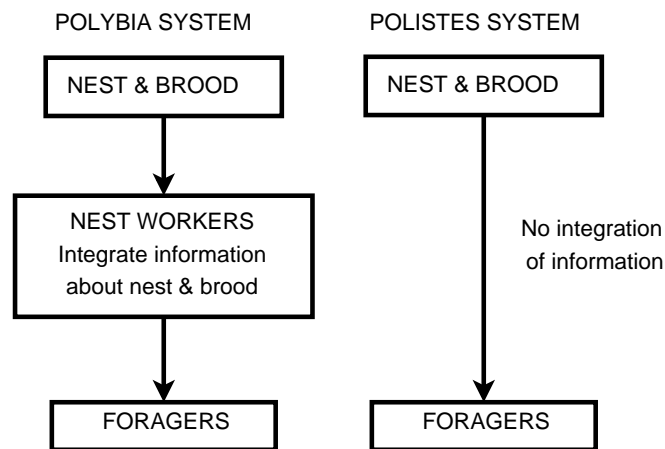 POLYBIA SYSTEM
NEST & BROOD
NEST WORKERS
Integrate information
about nest & brood
FORAGERS
POLISTES SYSTEM
NEST & BROOD
No integration
of information
FORAGERS